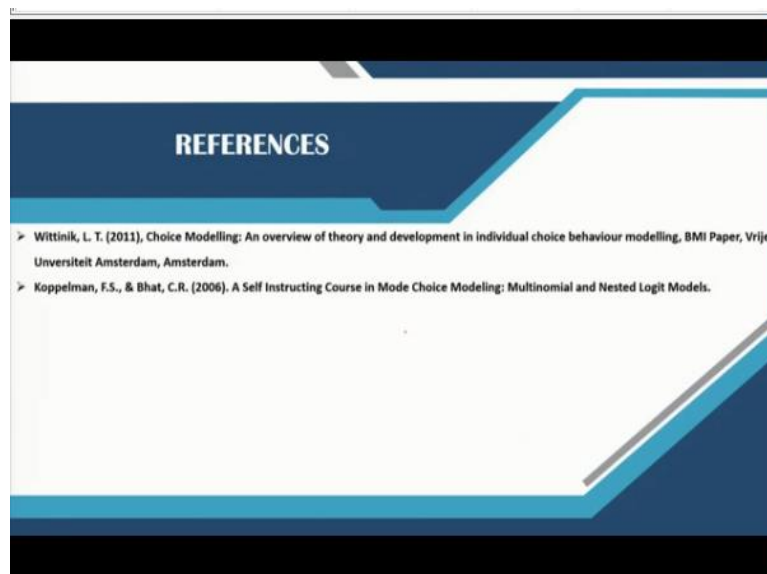 REFERENCES
➢ Wittinik, L. T. (2011), Choice Modelling: An overview of theory and development in individual choice behaviour modelling, BMI Paper, Vrije
Unversiteit Amsterdam, Amsterdam.
➢ Koppelman, F.S., & Bhat, C.R. (2006). A Self Instructing Course in Mode Choice Modeling: Multinomial and Nested Logit Models.